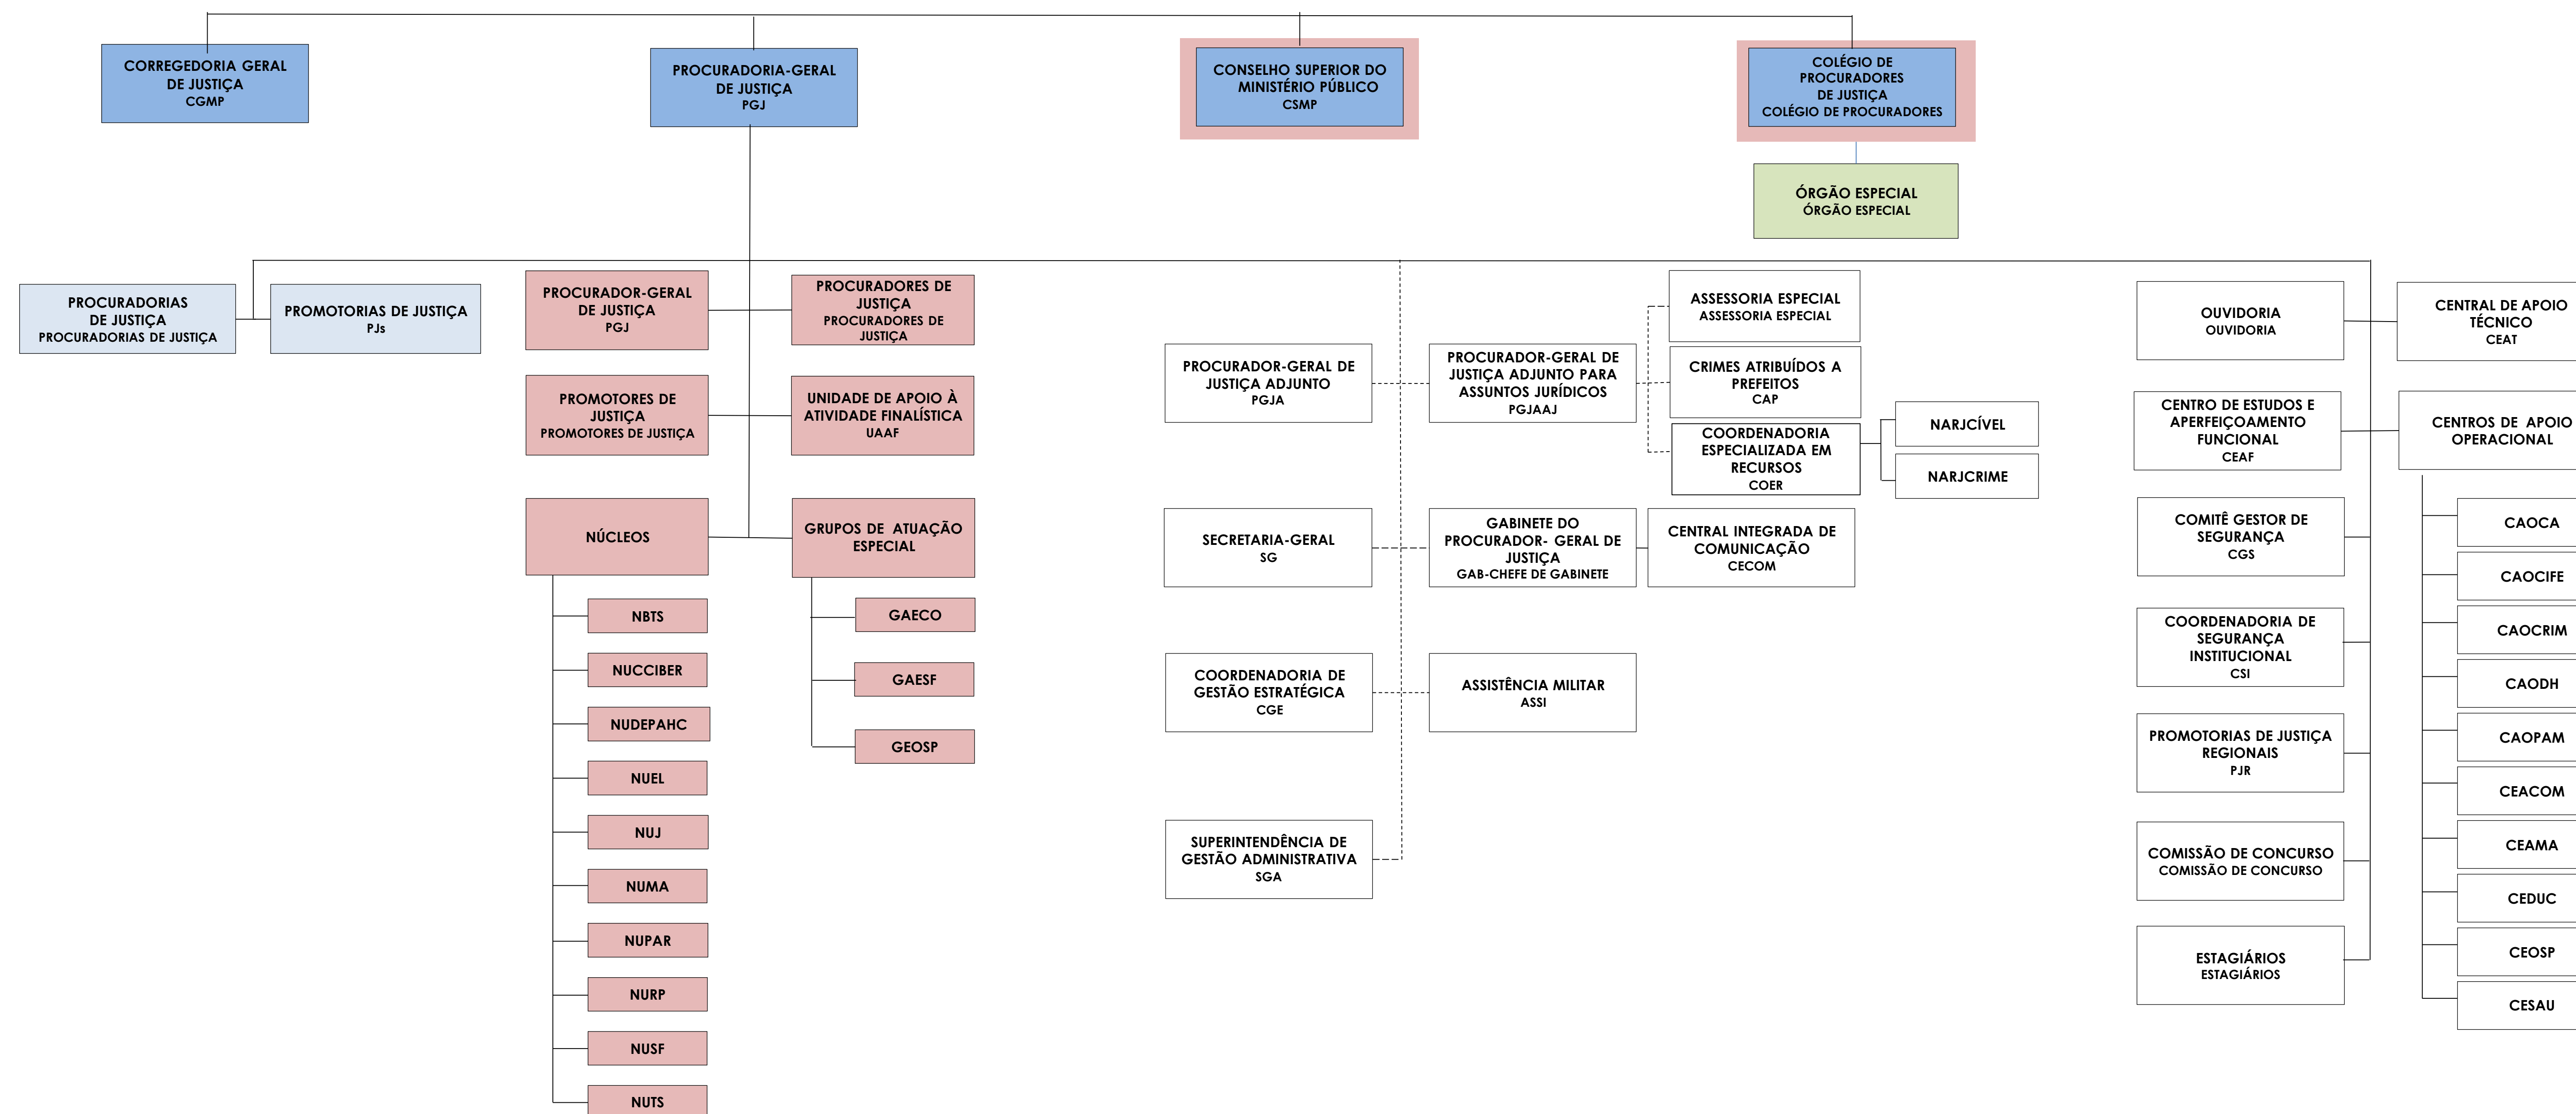 CORREGEDORIA GERAL
DE JUSTIÇA
CGMP
PROCURADORIA-GERAL
DE JUSTIÇA
PGJ
CONSELHO SUPERIOR DO
MINISTÉRIO PÚBLICO
CSMP
COLÉGIO DE
PROCURADORES
DE JUSTIÇA
COLÉGIO DE PROCURADORES
ÓRGÃO ESPECIAL
ÓRGÃO ESPECIAL
PROCURADORIAS
DE JUSTIÇA
PROCURADORIAS DE JUSTIÇA
PROMOTORIAS DE JUSTIÇA
PJs
PROCURADOR-GERAL
DE JUSTIÇA
PGJ
PROCURADORES DE
JUSTIÇA
PROCURADORES DE
JUSTIÇA
PROMOTORES DE
JUSTIÇA
PROMOTORES DE JUSTIÇA
UNIDADE DE APOIO À
ATIVIDADE FINALÍSTICA
UAAF
NÚCLEOS
GRUPOS DE ATUAÇÃO
ESPECIAL
NBTS
NUCCIBER
NUDEPAHC
NUEL
NUJ
NUMA
NUPAR
NURP
NUSF
NUTS
GAECO
GAESF
GEOSP
PROCURADOR-GERAL DE
JUSTIÇA ADJUNTO
PGJA
PROCURADOR-GERAL DE
JUSTIÇA ADJUNTO PARA
ASSUNTOS JURÍDICOS
PGJAAJ
ASSESSORIA ESPECIAL
ASSESSORIA ESPECIAL
CRIMES ATRIBUÍDOS A
PREFEITOS
CAP
COORDENADORIA
ESPECIALIZADA EM
RECURSOS
COER
NARJCÍVEL
NARJCRIME
SECRETARIA-GERAL
SG
GABINETE DO
PROCURADOR- GERAL DE
JUSTIÇA
GAB-CHEFE DE GABINETE
CENTRAL INTEGRADA DE
COMUNICAÇÃO
CECOM
COORDENADORIA DE
GESTÃO ESTRATÉGICA
CGE
ASSISTÊNCIA MILITAR
ASSI
SUPERINTENDÊNCIA DE
GESTÃO ADMINISTRATIVA
SGA
OUVIDORIA
OUVIDORIA
CENTRAL DE APOIO
TÉCNICO
CEAT
CENTRO DE ESTUDOS E
APERFEIÇOAMENTO
FUNCIONAL
CEAF
CENTROS DE APOIO
OPERACIONAL
COMITÊ GESTOR DE
SEGURANÇA
CGS
COORDENADORIA DE
SEGURANÇA
INSTITUCIONAL
CSI
PROMOTORIAS DE JUSTIÇA
REGIONAIS
PJR
COMISSÃO DE CONCURSO
COMISSÃO DE CONCURSO
ESTAGIÁRIOS
ESTAGIÁRIOS
CAOCA
CAOCIFE
CAOCRIM
CAODH
CAOPAM
CEACOM
CEAMA
CEDUC
CEOSP
CESAU